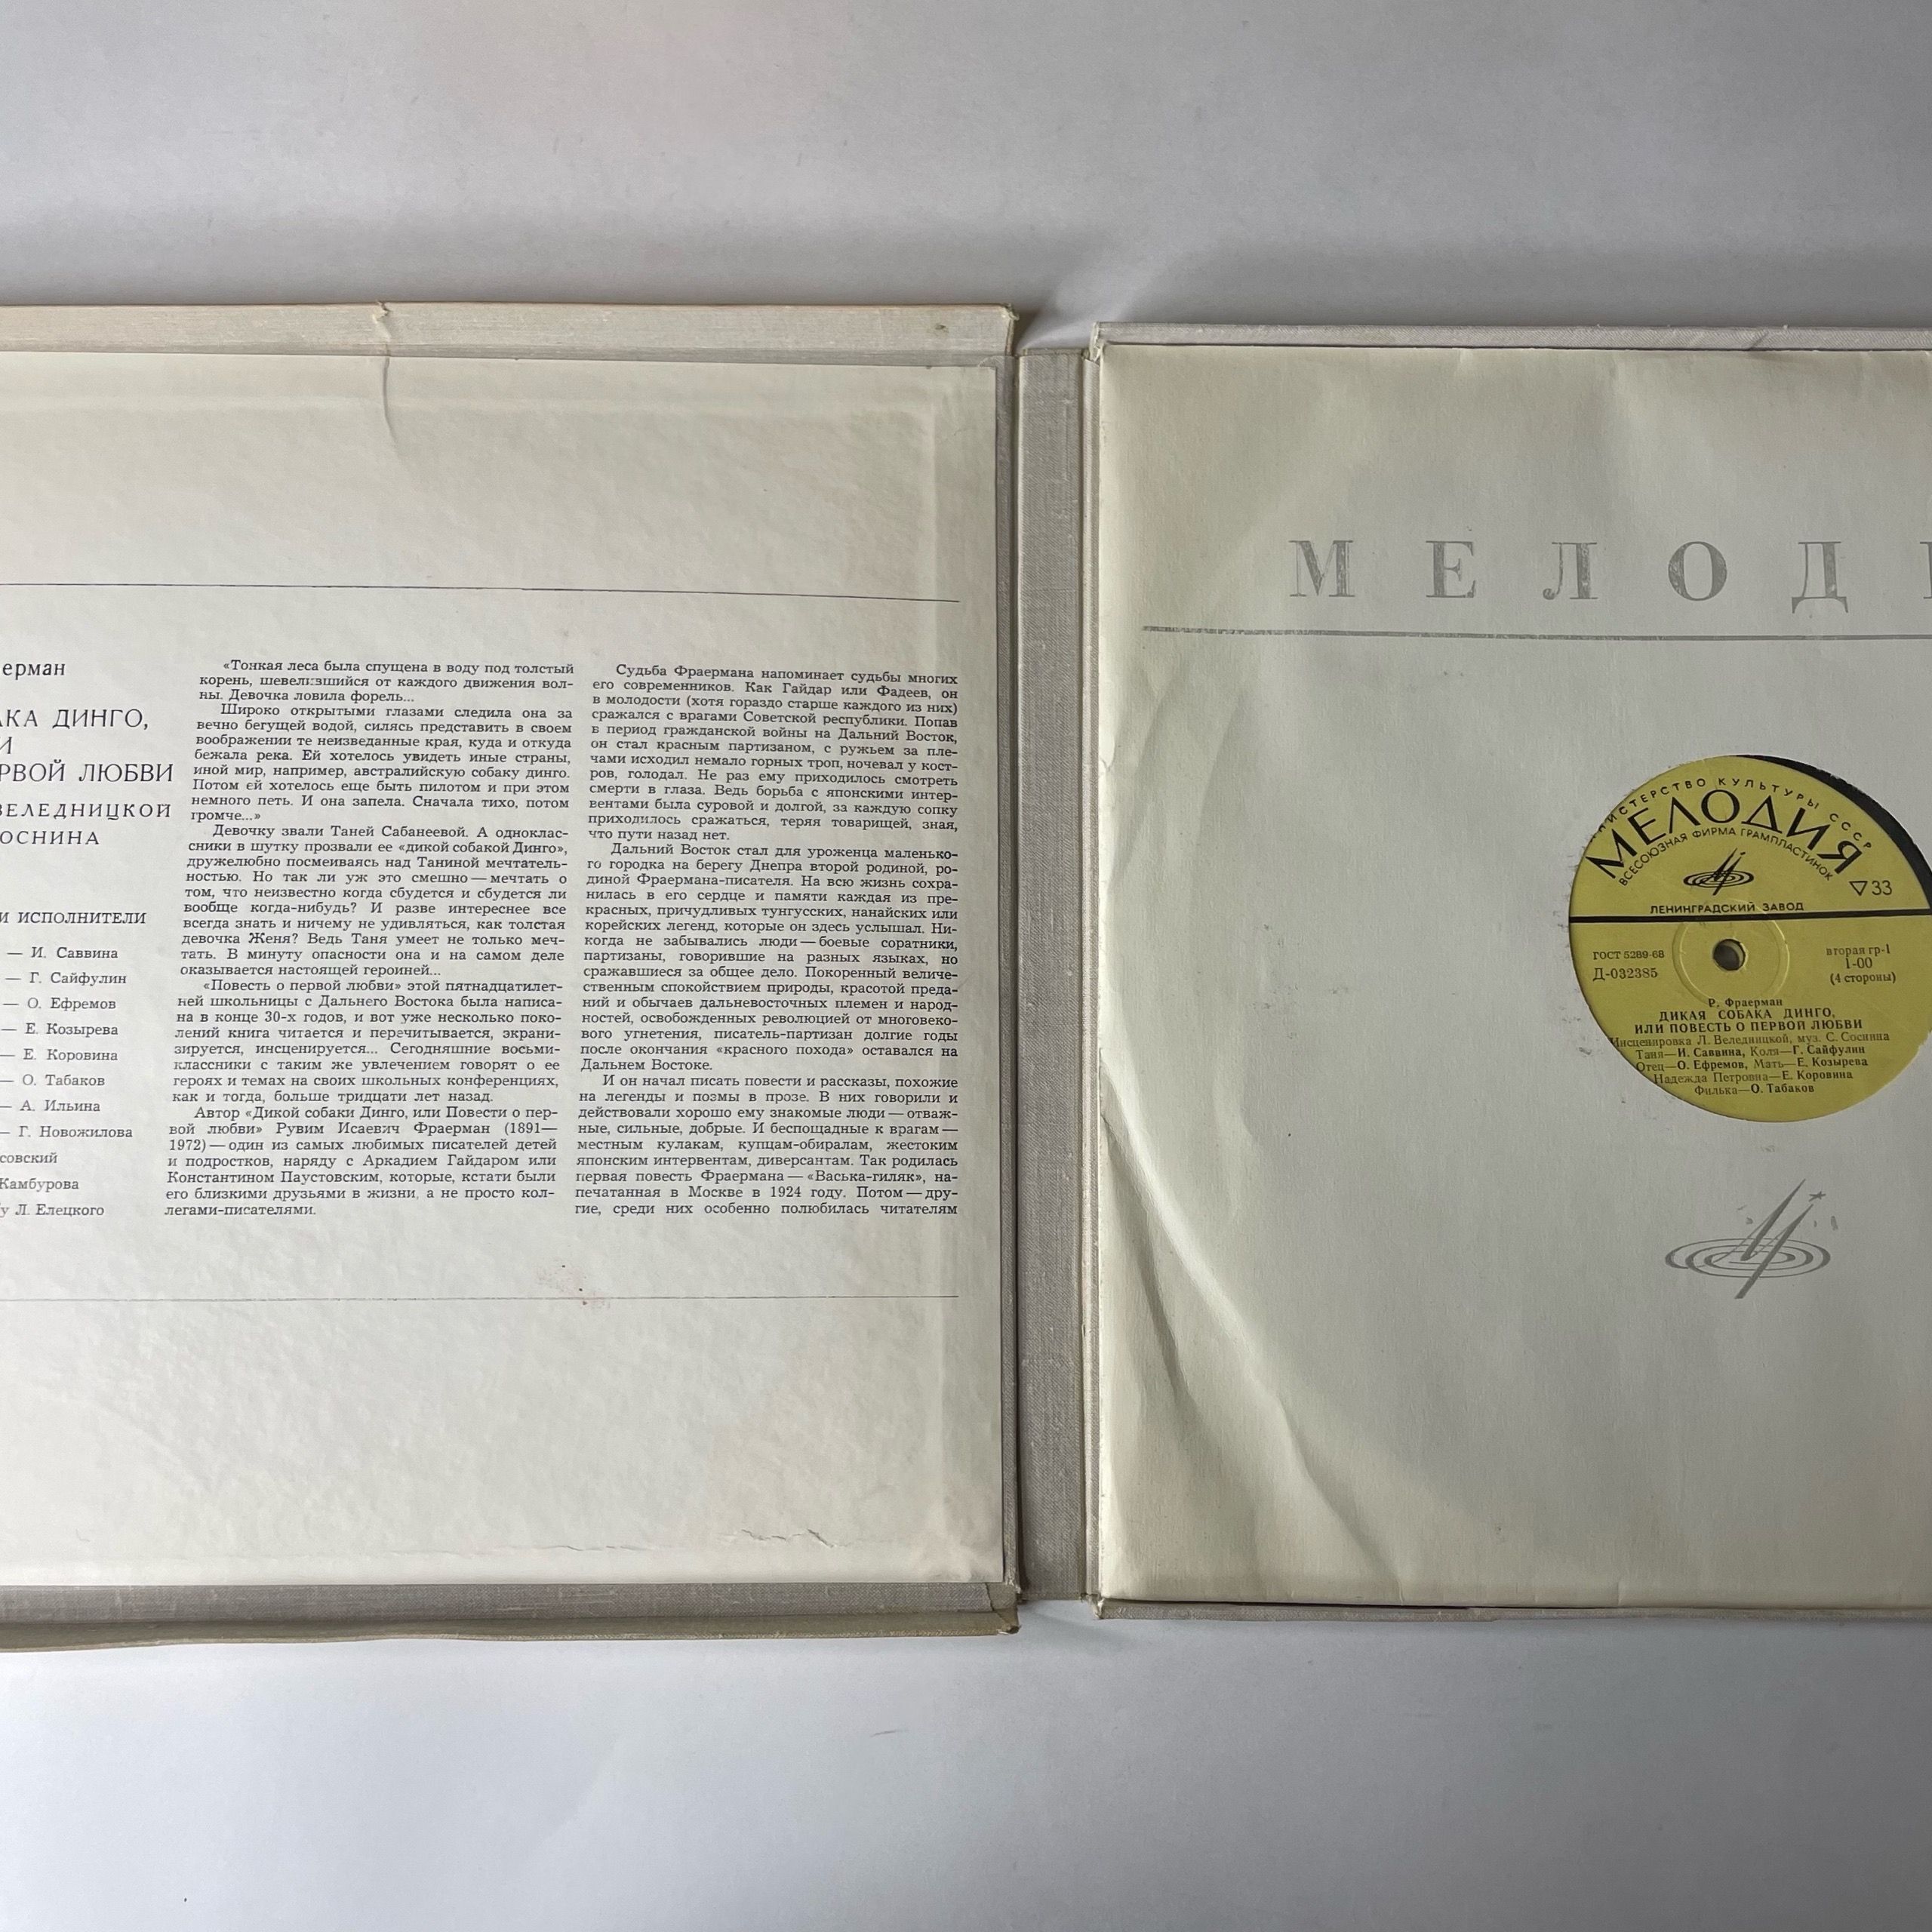 ерман
АКА ДИНГО,
И
РВОЙ ЛЮБВИ
ВЕЛЕДНИЦКОЙ
ОСНИНА
И ИСПОЛНИТЕЛИ
— И. Саввина
— Г. Сайфулин
— О. Ефремов
— Е. Козырева
— Е. Коровина
— О. Табаков
— А. Ильина
— Г. Новожилова
совский
Камбурова
у Л. Елецкого
«Тонкая леса была спущена в воду под толстый
корень, шевелившийся от каждого движения вол-
ны. Девочка ловила форель...
Широко открытыми глазами следила она за
вечно бегущей водой, силясь представить в своем
воображении те неизведанные края, куда и откуда
бежала река. Ей хотелось увидеть иные страны,
иной мир, например, австралийскую собаку динго.
Потом ей хотелось еще быть пилотом и при этом
немного петь. И она запела. Сначала тихо, потом
громче...»
Девочку звали Таней Сабанеевой. А однокласс-
сники в шутку прозвали ее «дикой собакой Динго»,
дружелюбно посмеиваясь над Таниной мечтатель-
ностью. Но так ли уж это смешно — мечтать о
том, что неизвестно когда сбудется и сбудется ли
вообще когда-нибудь? И разве интереснее все
всегда знать и ничему не удивляться, как толстая
девочка Женя? Ведь Таня умеет не только меч-
тать. В минуту опасности она и на самом деле
оказывается настоящей героиней...
«Повесть о первой любви» этой пятнадцатилет-
ней школьницы с Дальнего Востока была написа-
на в конце 30-х годов, и вот уже несколько поко-
лений книга читается и перечитывается, экрани-
зируется, инсценируется... Сегодняшние восьми-
классники с таким же увлечением говорят о ее
героях и темах на своих школьных конференциях,
как и тогда, больше тридцати лет назад.
Автор «Дикой собаки Динго, или Повести о пер-
вой любви» Рувим Исаевич Фраерман (1891—
1972) — один из самых любимых писателей детей
и подростков, наряду с Аркадием Гайдаром или
Константином Паустовским, которые, кстати были
его близкими друзьями в жизни, а не просто кол-
легами-писателями.
Судьба Фраермана напоминает судьбы многих
его современников. Как Гайдар или Фадеев, он
в молодости (хотя гораздо старше каждого из них)
сражался с врагами Советской республики. Попав
в период гражданской войны на Дальний Восток,
он стал красным партизаном, с ружьем за пле-
чами исходил немало горных троп, ночевал у кост-
ров, голодал. Не раз ему приходилось смотреть
смерти в глаза. Ведь борьба с японскими интер-
вентами была суровой и долгой, за каждую сопку
приходилось сражаться, теряя товарищей, зная,
что пути назад нет.
Дальний Восток стал для уроженца маленько-
го городка на берегу Днепра второй родиной, ро-
диной Фраермана-писателя. На всю жизнь сохра-
нилась в его сердце и памяти каждая из пре-
красных, причудливых тунгусских, нанайских или
корейских легенд, которые он здесь услышал. Ни-
когда не забывались люди — боевые соратники,
партизаны, говорившие на разных языках, но
сражавшиеся за общее дело. Покоренный величе-
ственным спокойствием природы, красотой преда-
ний и обычаев дальневосточных племен и народ-
ностей, освобожденных революцией от многовеко-
вого угнетения, писатель-партизан долгие годы
после окончания «красного похода» оставался на
Дальнем Востоке.
И он начал писать повести и рассказы, похожие
на легенды и поэмы в прозе. В них говорили и
действовали хорошо ему знакомые люди — отваж-
ные, сильные, добрые. И беспощадные к врагам —
местным кулакам, купцам-обиралам, жестоким
японским интервентам, диверсантам. Так родилась
первая повесть Фраермана — «Васька-гиляк», на-
печатанная в Москве в 1924 году. Потом — дру-
гие, среди них особенно полюбилась читателям
МЕЛОД
МИНИСТЕРСТВО КУЛЬТУРЫ СССР
МЕЛОДИЯ
ВСЕСОЮЗНАЯ ФИРМА ГРАМПЛАСТИНОК
33
ЛЕНИНГРАДСКИЙ ЗАВОД
ГОСТ 5289-68
Д-032385
вторая гр-1
1-00
(4 стороны)
Р. Фраерман
ДИКАЯ СОБАКА ДИНГО,
ИЛИ ПОВЕСТЬ О ПЕРВОЙ ЛЮБВИ
Инсценировка Л. Веледницкой, муз. С. Соснина
Таня—И. Саввина, Коля—Г. Сайфулин
Отец—О. Ефремов, Мать—Е. Козырева
Надежда Петровна—Е. Коровина
Филька—О. Табаков